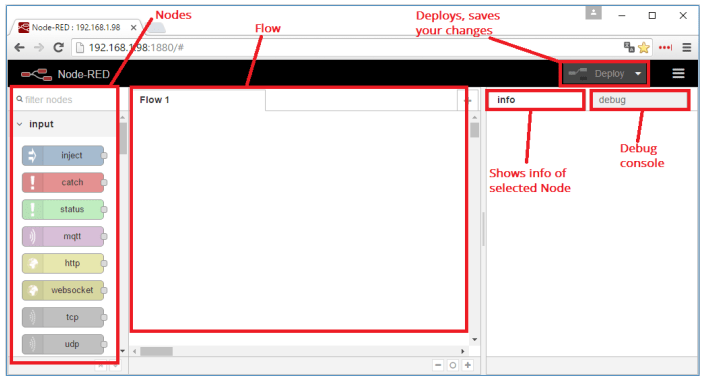 Nodes
Flow
Deploys, saves
your changes
Node-RED : 192.168.1.98
192.168.1.98:1880/#
Node-RED
Deploy
filter nodes
Flow 1
info
debug
input
inject
catch
status
mqtt
http
websocket
tcp
udp
Shows info of
selected Node
Debug
console